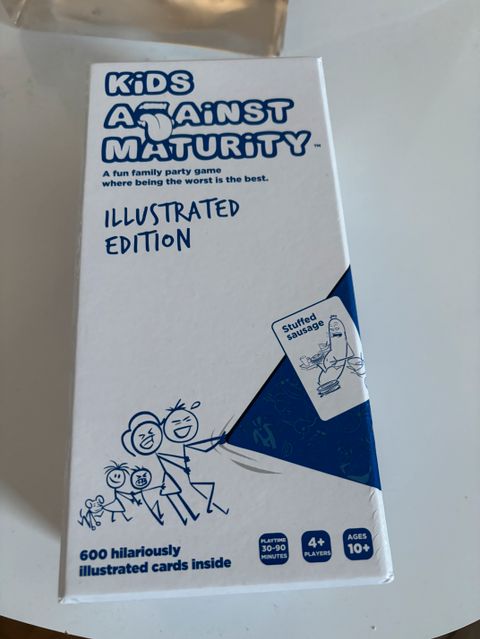 KiDS
AGAiNST
MATURiTY™
A fun family party game
where being the worst is the best.
ILLUSTRATED
EDITION
Stuffed
sausage
600 hilariously
illustrated cards inside
PLAYTIME
30-90
MINUTES
4+
PLAYERS
AGES
10+